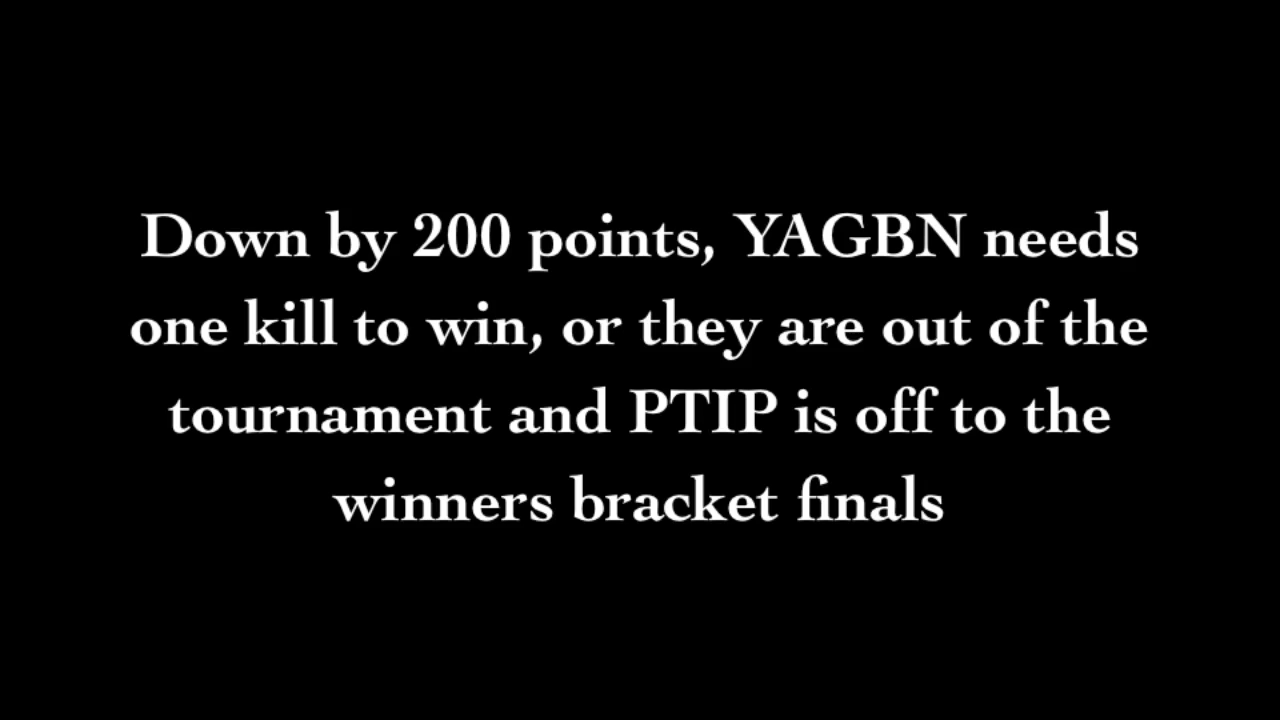 Down by 200 points, YAGBN needs
one kill to win, or they are out of the
tournament and PTIP is off to the
winners bracket finals